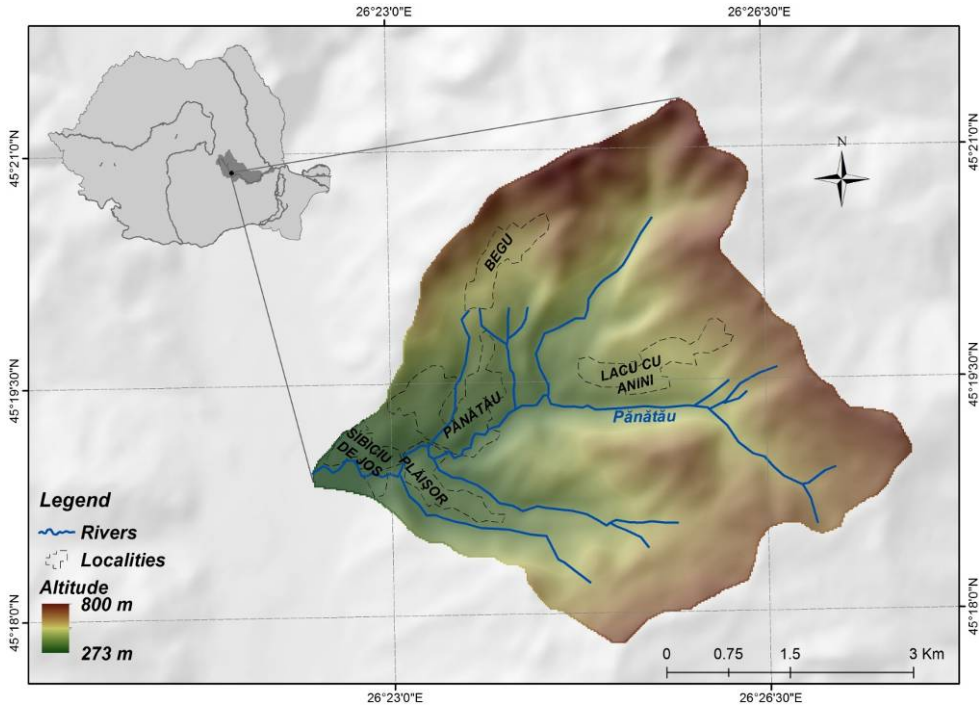 26°23'0"E
26°26'30"E
45°21'0"N
45°21'0"N
N
BEGU
45°19'30"N
45°19'30"N
LACU CU
ANINI
PĂNĂTĂU
Pănătău
SIBICIU
DE JOS
PLĂIŞOR
Legend
Rivers
Localities
Altitude
800 m
273 m
45°18'0"N
45°18'0"N
0 0.75 1.5 3 Km
26°23'0"E
26°26'30"E